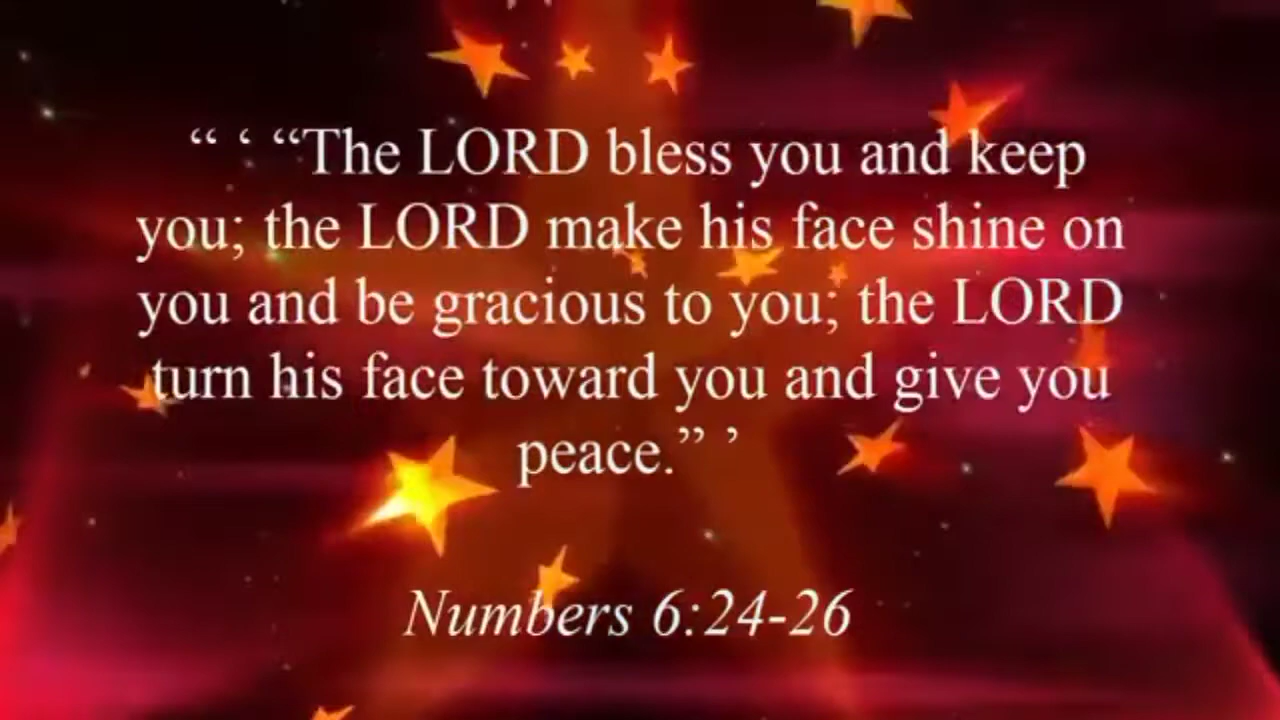 “ ‘ “The LORD bless you and keep
you; the LORD make his face shine on
you and be gracious to you; the LORD
turn his face toward you and give you
peace.” ’
Numbers 6:24-26